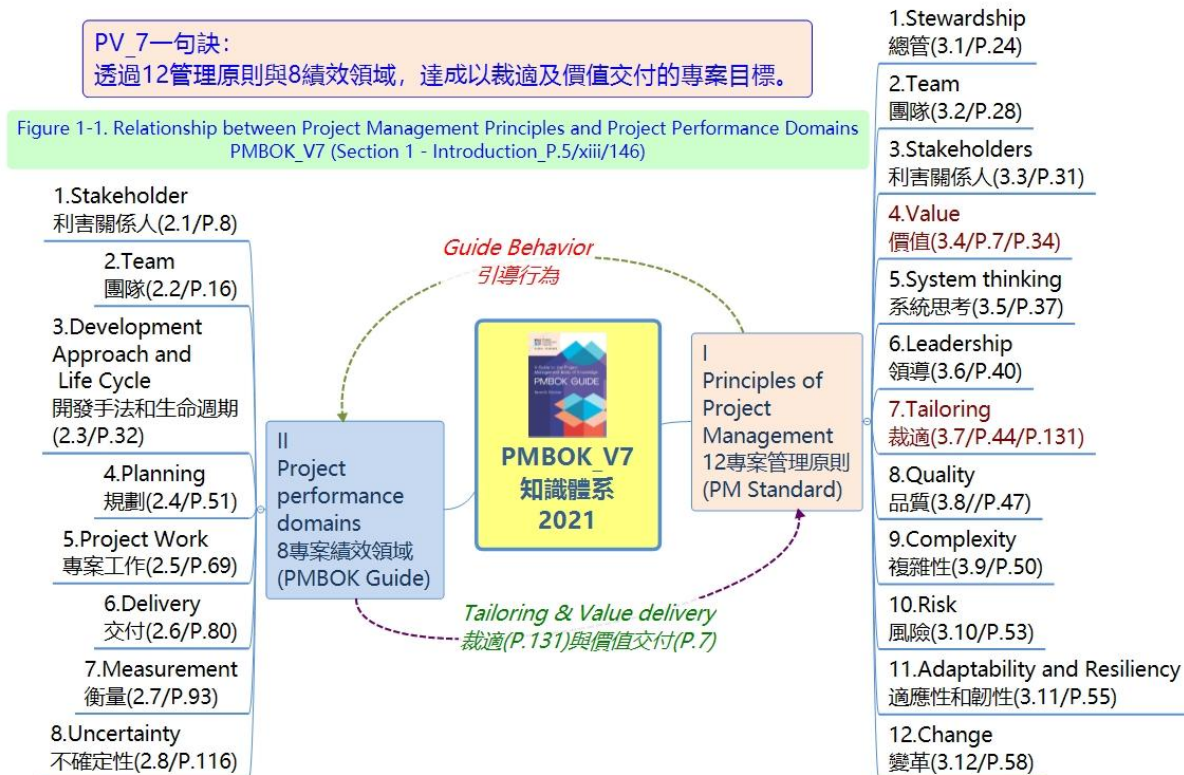 PV_7一句訣：
透過12管理原則與8績效領域，達成以裁適及價值交付的專案目標。
Figure 1-1. Relationship between Project Management Principles and Project Performance Domains
PMBOK_V7 (Section 1 - Introduction_P.5/xiii/146)
1.Stakeholder
利害關係人(2.1/P.8)
2.Team
團隊(2.2/P.16)
3.Development
Approach and
Life Cycle
開發手法和生命週期
(2.3/P.32)
4.Planning
規劃(2.4/P.51)
5.Project Work
專案工作(2.5/P.69)
6.Delivery
交付(2.6/P.80)
7.Measurement
衡量(2.7/P.93)
8.Uncertainty
不確定性(2.8/P.116)
II
Project
performance
domains
8專案績效領域
(PMBOK Guide)
Guide Behavior
引導行為
PMBOK GUIDE
PMBOK_V7
知識體系
2021
Tailoring & Value delivery
裁適(P.131)與價值交付(P.7)
I
Principles of
Project
Management
12專案管理原則
(PM Standard)
1.Stewardship
總管(3.1/P.24)
2.Team
團隊(3.2/P.28)
3.Stakeholders
利害關係人(3.3/P.31)
4.Value
價值(3.4/P.7/P.34)
5.System thinking
系統思考(3.5/P.37)
6.Leadership
領導(3.6/P.40)
7.Tailoring
裁適(3.7/P.44/P.131)
8.Quality
品質(3.8//P.47)
9.Complexity
複雜性(3.9/P.50)
10.Risk
風險(3.10/P.53)
11.Adaptability and Resiliency
適應性和韌性(3.11/P.55)
12.Change
變革(3.12/P.58)